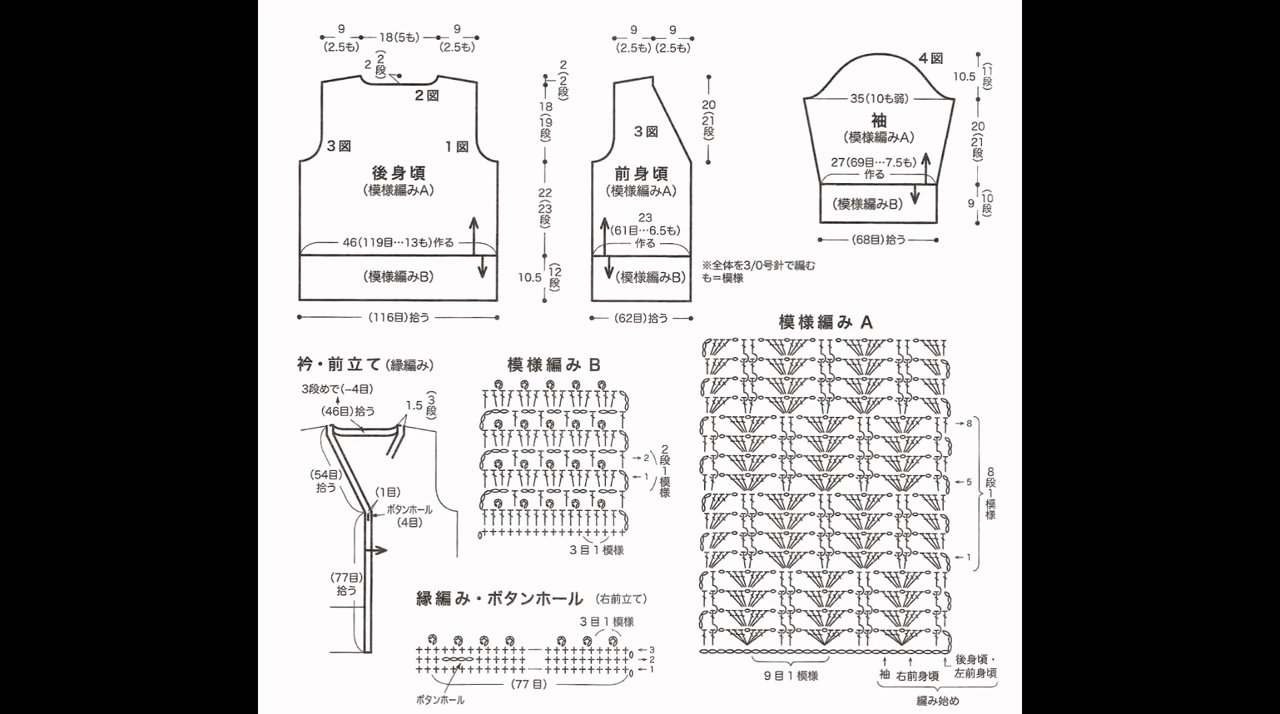 9
(2.5も)
18(5も)
9
(2.5も)
2
(2段)
2図
3図
1図
後身頃
(模様編みA)
46(119目…13も)作る
(模様編みB)
(116目)拾う
2
(2段)
18
(19段)
22
(23段)
10.5
(12段)
9
(2.5も)
9
(2.5も)
3図
前身頃
(模様編みA)
23
(61目…6.5も)
作る
(模様編みB)
(62目)拾う
20
(21段)
4図
35(10も弱)
袖
(模様編みA)
27(69目…7.5も)
作る
(模様編みB)
(68目)拾う
10.5
(11段)
20
(21段)
9
(10段)
※全体を3/0号針で編む
も=模様
衿・前立て(縁編み)
3段めで(−4目)
(46目)拾う
1.5
(3段)
(54目)
拾う
(1目)
ボタンホール
(4目)
(77目)
拾う
模様編みB
2
1
2段1模様
3目1模様
縁編み・ボタンホール (右前立て)
3目1模様
3
2
1
(77目)
ボタンホール
模様編みA
8
5
1
8段1模様
9目1模様
袖
右前身頃
後身頃・
左前身頃
編み始め